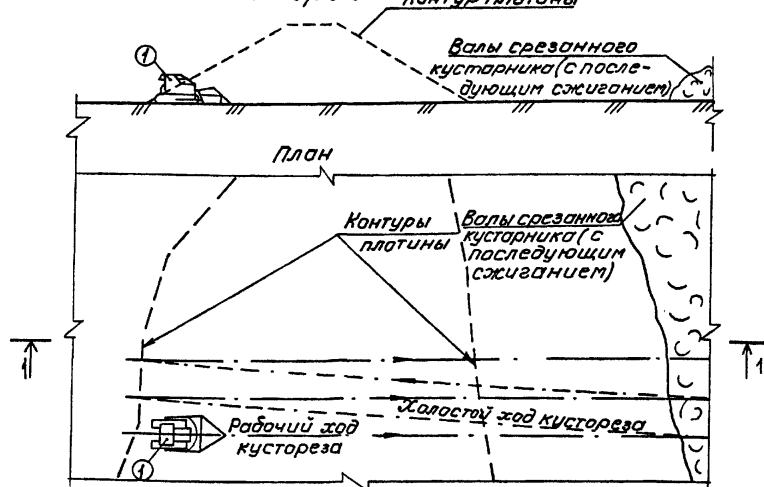 Контур плотины
1
Валы срезанного
кустарника (с после-
дующим сжиганием)
План
Контуры
плотины
Валы срезанного
кустарника (с
последующим
сжиганием)
1
1
Холостой ход кустореза
Рабочий ход
кустореза
1